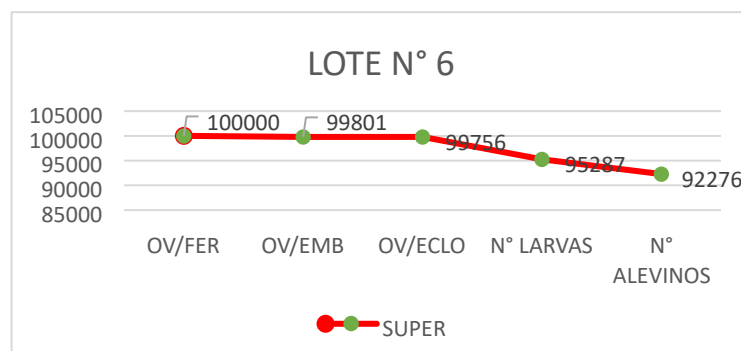 LOTE N° 6
105000
100000
95000
90000
85000
100000
99801
99756
95287
92276
OV/FER
OV/EMB
OV/ECLO
N° LARVAS
N°
ALEVINOS
SUPER